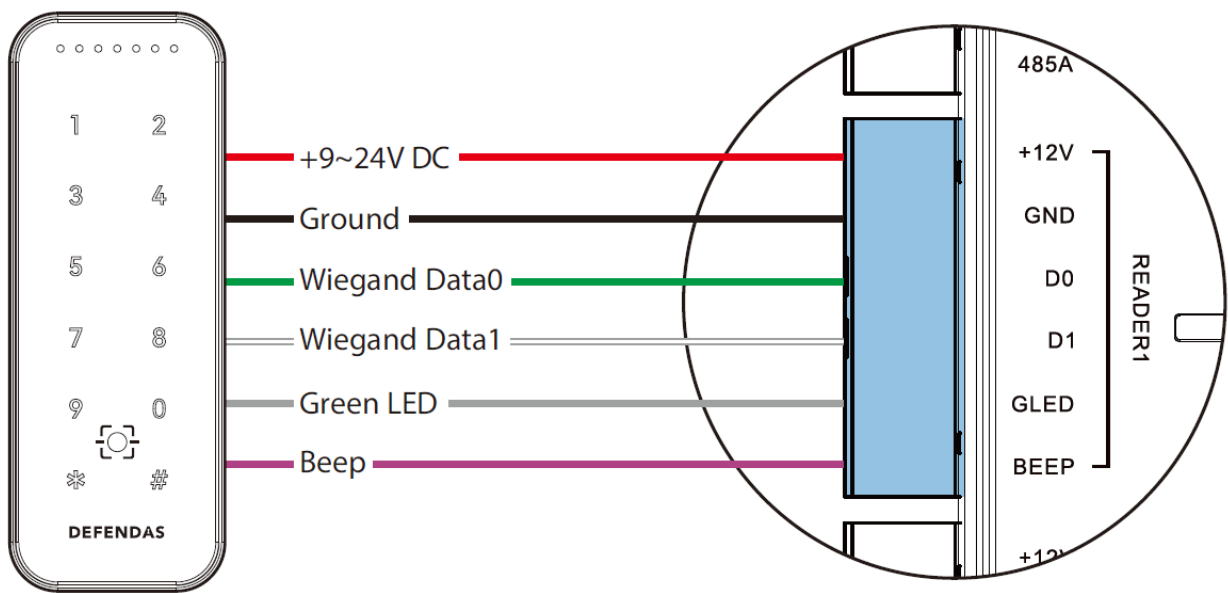 1 2
3 4
5 6
7 8
9 0
* #
DEFENDAS
+9~24V DC
Ground
Wiegand Data0
Wiegand Data1
Green LED
Beep
485A
+12V
GND
D0
D1
GLED
BEEP
READER1
+12V